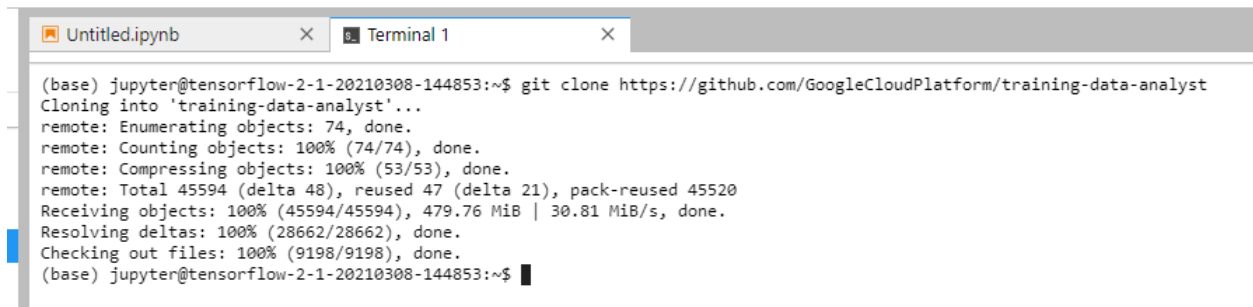 Untitled.ipynb × Terminal 1 ×
(base) jupyter@tensorflow-2-1-20210308-144853:~$ git clone https://github.com/GoogleCloudPlatform/training-data-analyst
Cloning into 'training-data-analyst'...
remote: Enumerating objects: 74, done.
remote: Counting objects: 100% (74/74), done.
remote: Compressing objects: 100% (53/53), done.
remote: Total 45594 (delta 48), reused 47 (delta 21), pack-reused 45520
Receiving objects: 100% (45594/45594), 479.76 MiB | 30.81 MiB/s, done.
Resolving deltas: 100% (28662/28662), done.
Checking out files: 100% (9198/9198), done.
(base) jupyter@tensorflow-2-1-20210308-144853:~$